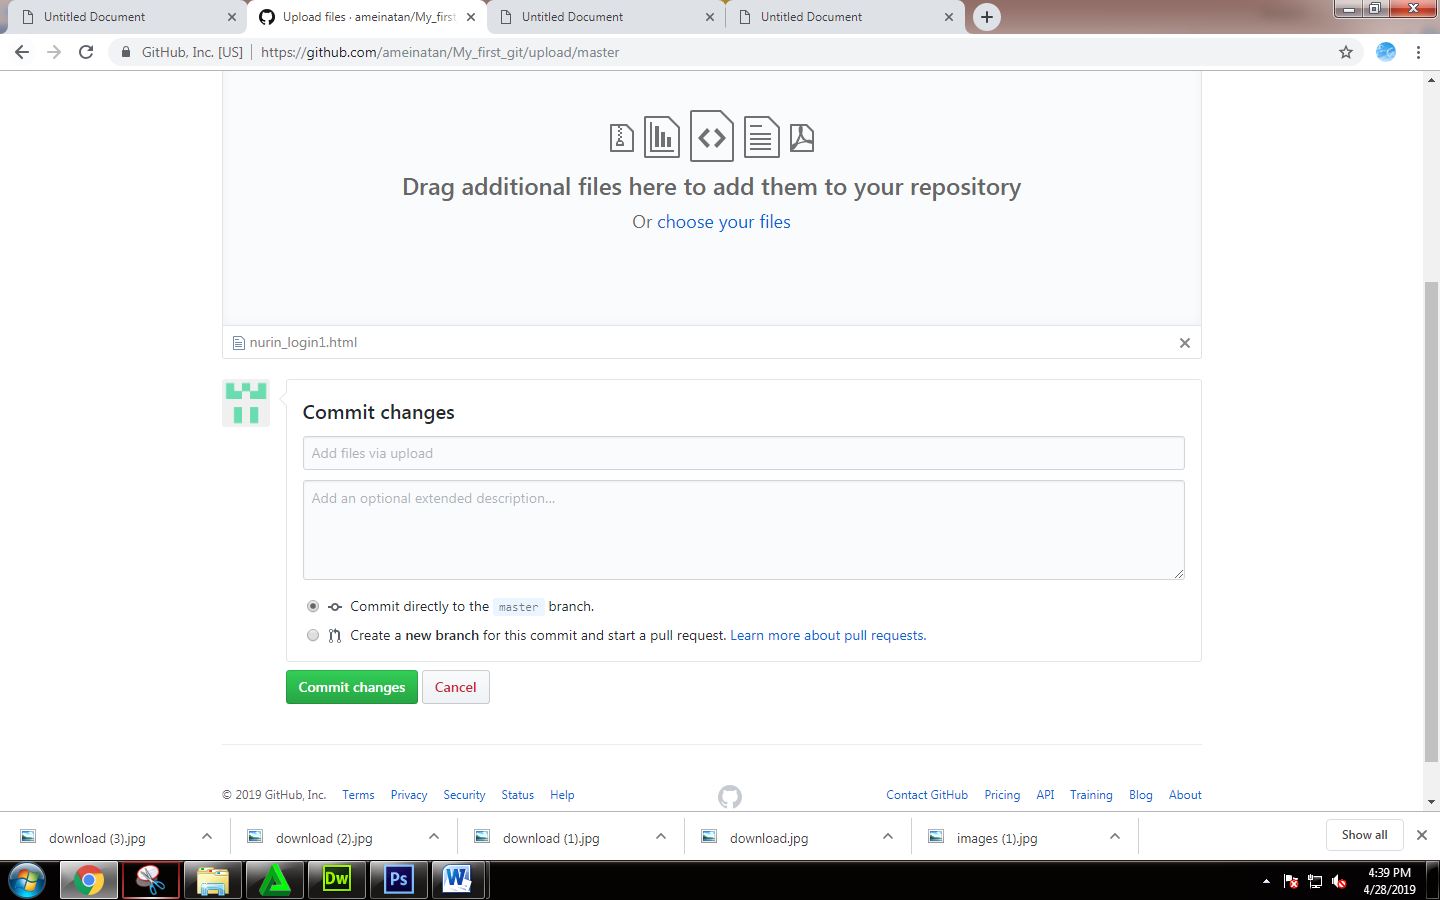 Untitled Document
Upload files · ameinatan/My_first
Untitled Document
Untitled Document
GitHub, Inc. [US]
https://github.com/ameinatan/My_first_git/upload/master
Drag additional files here to add them to your repository
Or choose your files
nurin_login1.html
Commit changes
Add files via upload
Add an optional extended description...
Commit directly to the master branch.
Create a new branch for this commit and start a pull request. Learn more about pull requests.
Commit changes
Cancel
© 2019 GitHub, Inc. Terms Privacy Security Status Help
Contact GitHub Pricing API Training Blog About
download (3).jpg
download (2).jpg
download (1).jpg
download.jpg
images (1).jpg
Show all
Dw
Ps
W
4:39 PM
4/28/2019